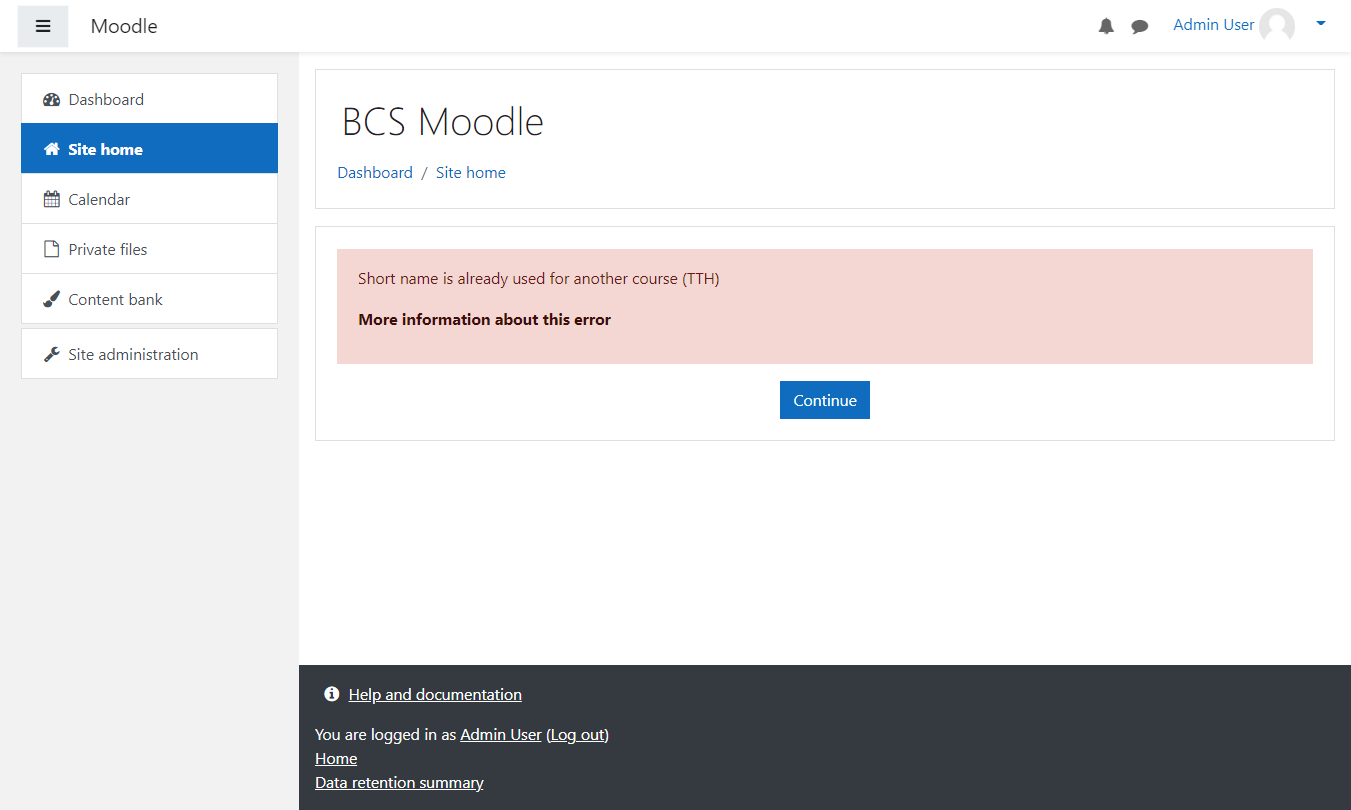 Moodle
Admin User
Dashboard
Site home
Calendar
Private files
Content bank
Site administration
BCS Moodle
Dashboard / Site home
Short name is already used for another course (TTH)
More information about this error
Continue
Help and documentation
You are logged in as Admin User (Log out)
Home
Data retention summary